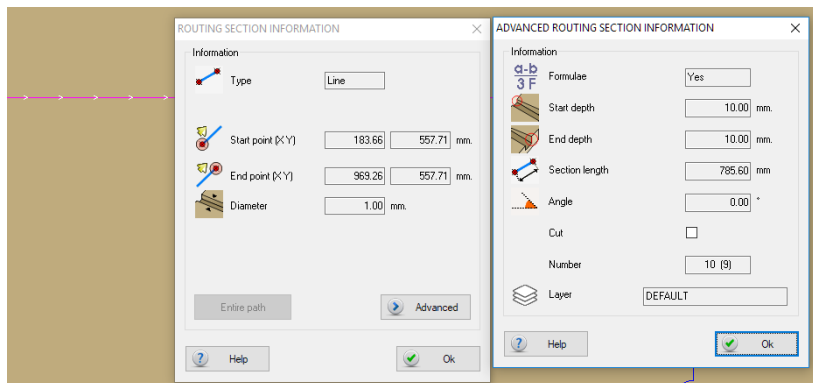 ROUTING SECTION INFORMATION
Information
Type Line
Start point (X Y) 183.66 557.71 mm.
End point (X Y) 969.26 557.71 mm.
Diameter 1.00 mm.
Entire path Advanced
Help Ok
ADVANCED ROUTING SECTION INFORMATION
Information
a-b
3 F
Formulae Yes
Start depth 10.00 mm.
End depth 10.00 mm.
Section length 785.60 mm
Angle 0.00 °
Cut
Number 10 (9)
Layer DEFAULT
Help Ok